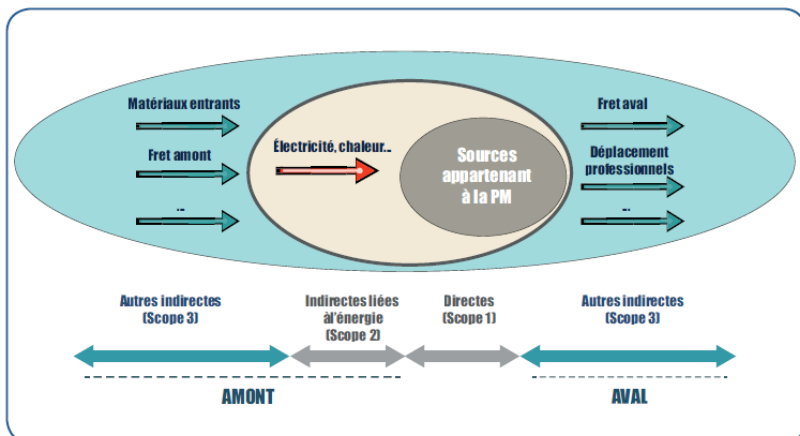 Matériaux entrants
Fret amont
...
Électricité, chaleur...
Sources
appartenant
à la PM
Fret aval
Déplacement
professionnels
...
Autres indirectes
(Scope 3)
Indirectes liées
àl'énergie
(Scope 2)
Directes
(Scope 1)
Autres indirectes
(Scope 3)
AMONT
AVAL